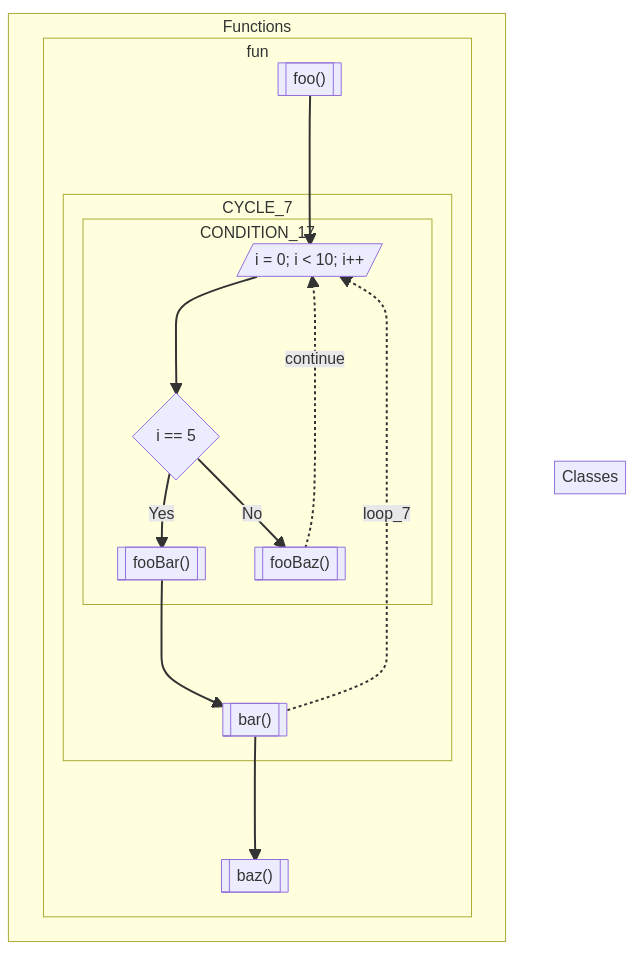 Functions
fun
foo()
CYCLE_7
CONDITION_17
i = 0; i < 10; i++
continue
i == 5
Classes
Yes
No
loop_7
fooBar()
fooBaz()
bar()
baz()